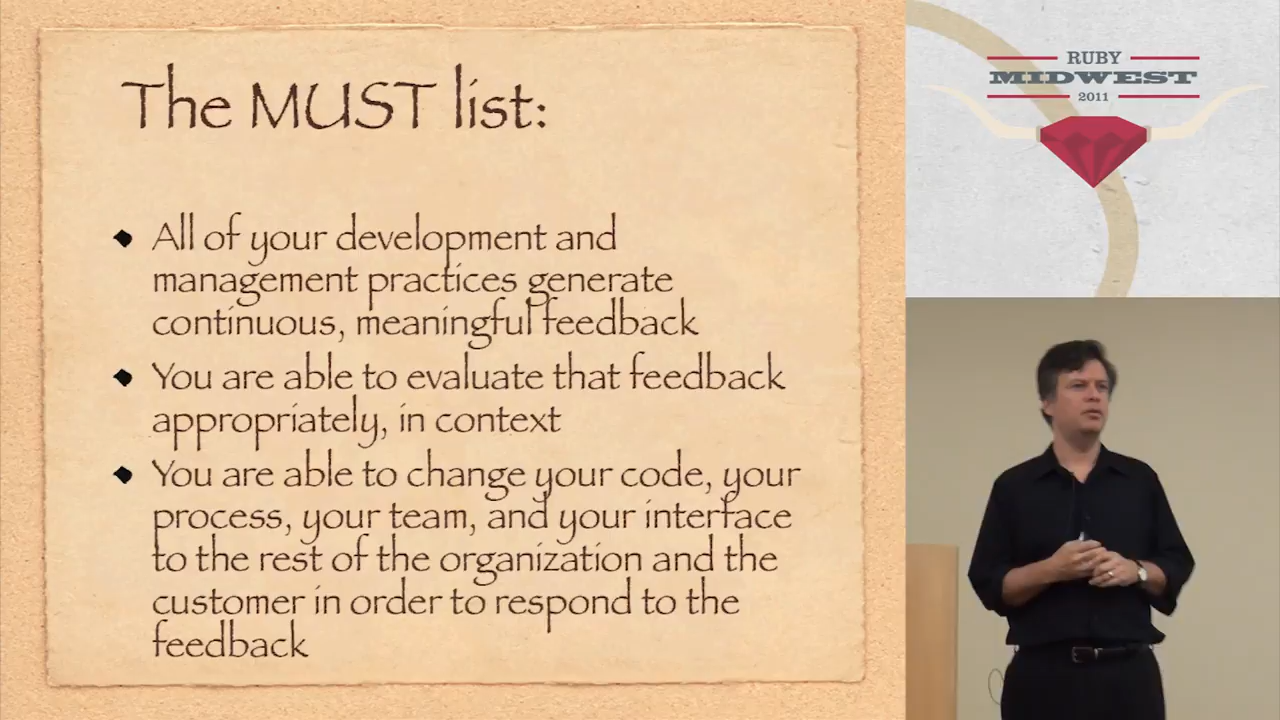 The MUST list:
All of your development and
management practices generate
continuous, meaningful feedback
You are able to evaluate that feedback
appropriately, in context
You are able to change your code, your
process, your team, and your interface
to the rest of the organization and the
customer in order to respond to the
feedback
RUBY
MIDWEST
2011